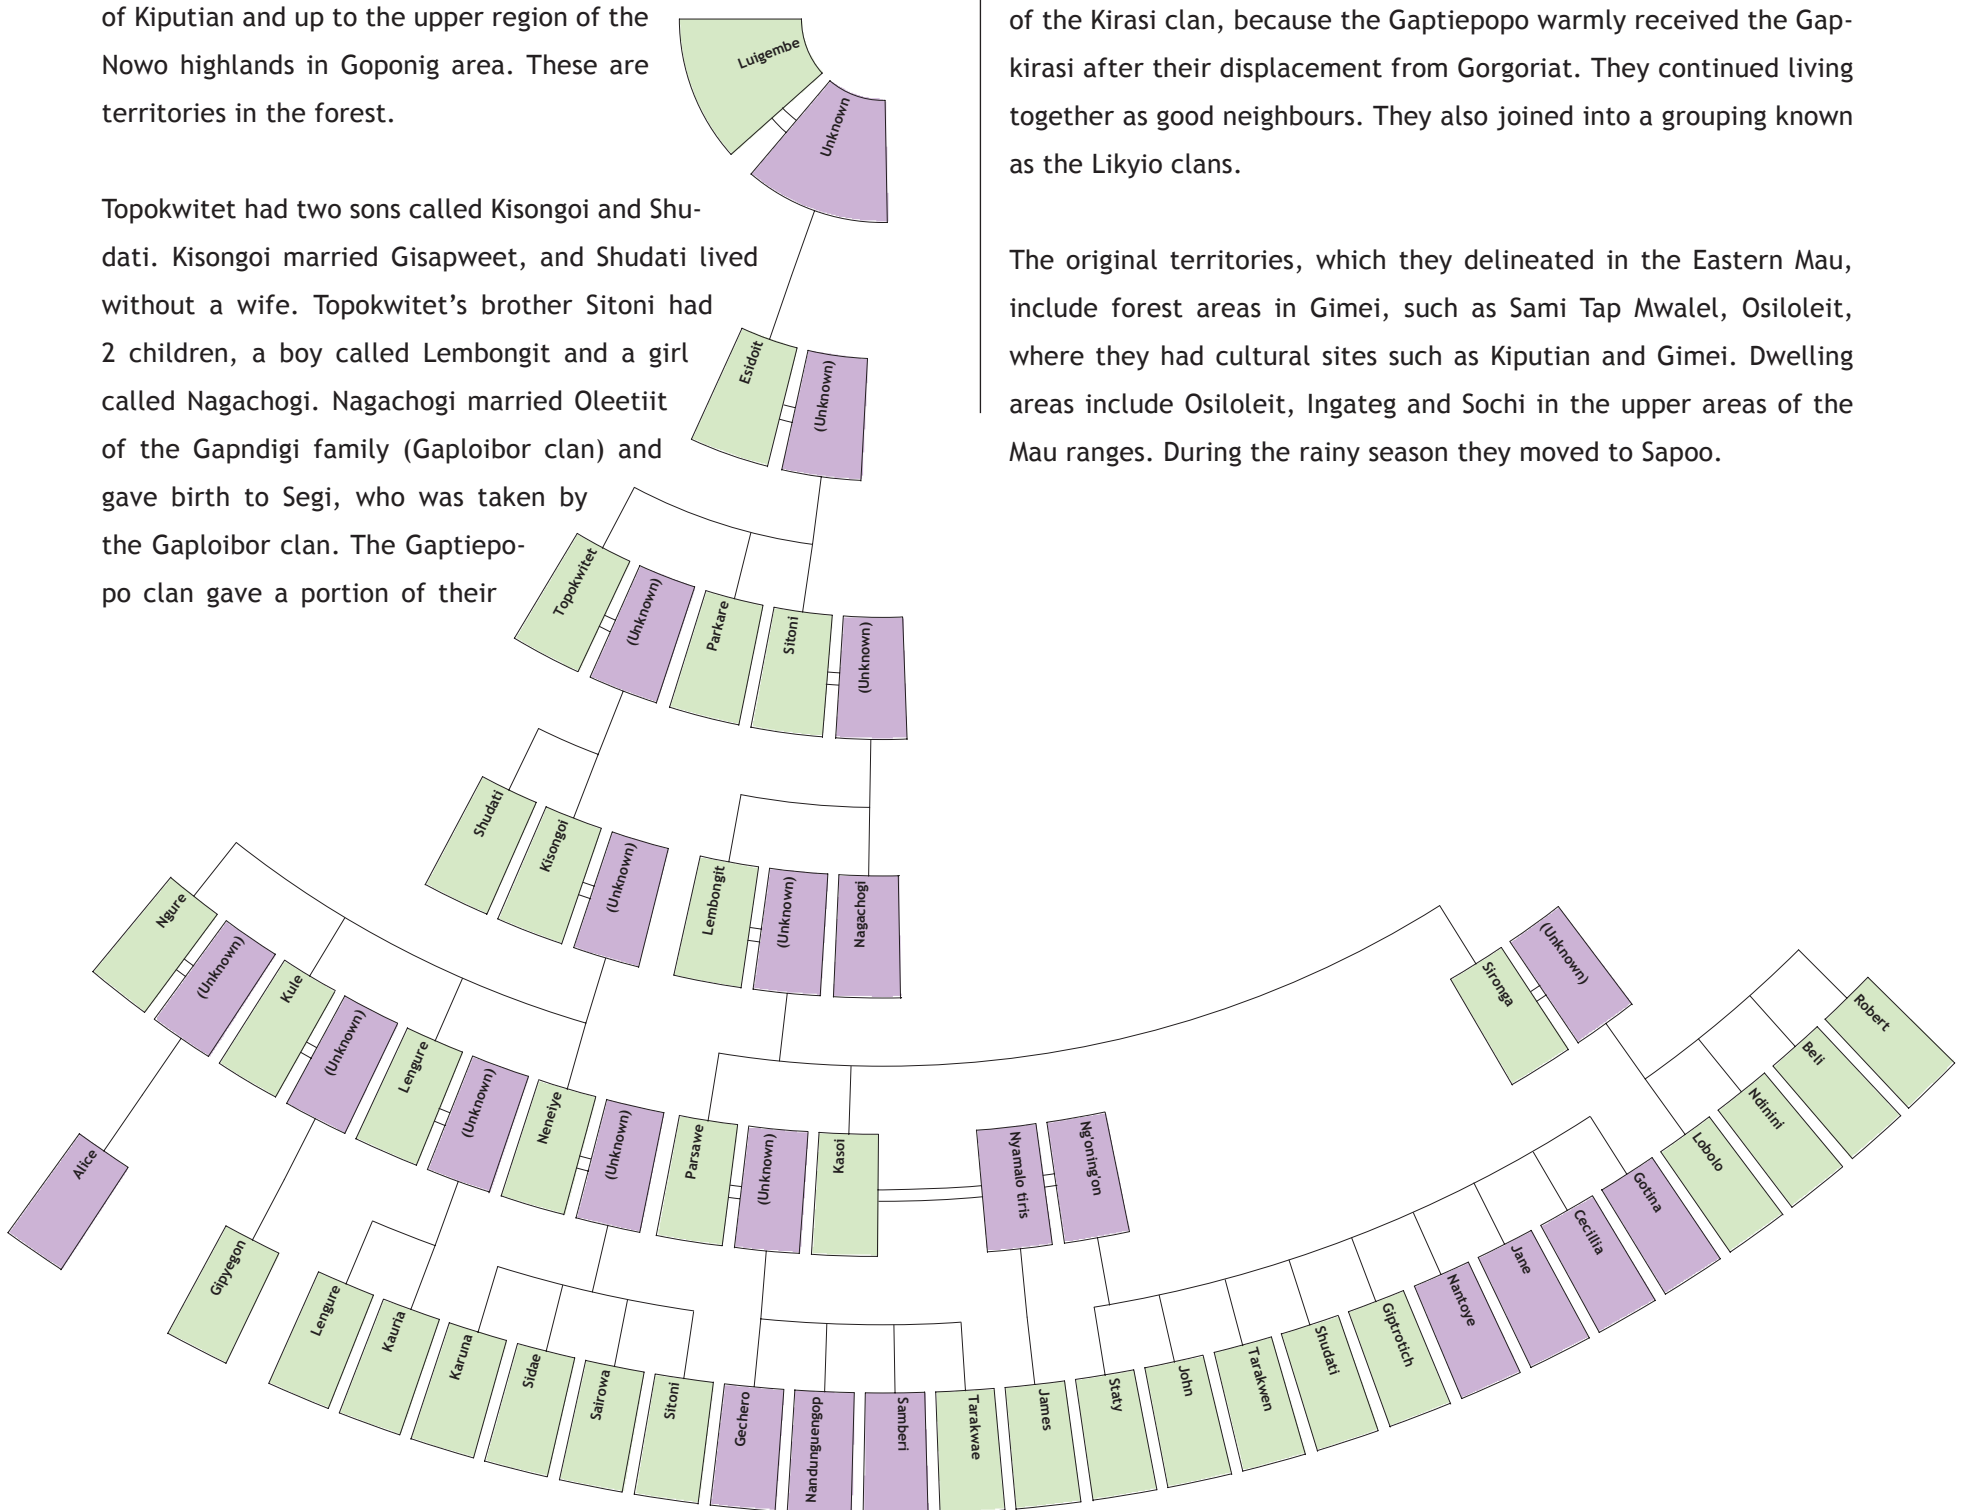 of Kiputian and up to the upper region of the
Nowo highlands in Goponig area. These are
territories in the forest.
Topokwitet had two sons called Kisongoi and Shu-
dati. Kisongoi married Gisapweet, and Shudati lived
without a wife. Topokwitet’s brother Sitoni had
2 children, a boy called Lembongit and a girl
called Nagachogi. Nagachogi married Oleetiit
of the Gapndigi family (Gaploibor clan) and
gave birth to Segi, who was taken by
the Gaploibor clan. The Gaptiepo-
po clan gave a portion of their
of the Kirasi clan, because the Gaptiepopo warmly received the Gap-
kirasi after their displacement from Gorgoriat. They continued living
together as good neighbours. They also joined into a grouping known
as the Likyio clans.
The original territories, which they delineated in the Eastern Mau,
include forest areas in Gimei, such as Sami Tap Mwalel, Osiloleit,
where they had cultural sites such as Kiputian and Gimei. Dwelling
areas include Osiloleit, Ingateg and Sochi in the upper areas of the
Mau ranges. During the rainy season they moved to Sapoo.
Luigembe
Unknown
Esidoit
(Unknown)
Topokwitet
(Unknown)
Parkare
Sitoni
(Unknown)
Shudati
Kisongoi
(Unknown)
Lembongit
(Unknown)
Nagachogi
Ngure
(Unknown)
Kule
(Unknown)
Lengure
(Unknown)
Neneiye
(Unknown)
Parsawe
(Unknown)
Kasoi
Nyamalo tiris
Ng'oning'on
Sironga
(Unknown)
Alice
Gipyegon
Lengure
Kauria
Karuna
Sidae
Sairowa
Sitoni
Gechero
Nandunguengop
Samberi
Tarakwae
James
Staty
John
Tarakwen
Shudati
Giptrotich
Nantoye
Jane
Cecillia
Gotina
Lobolo
Ndinini
Beli
Robert